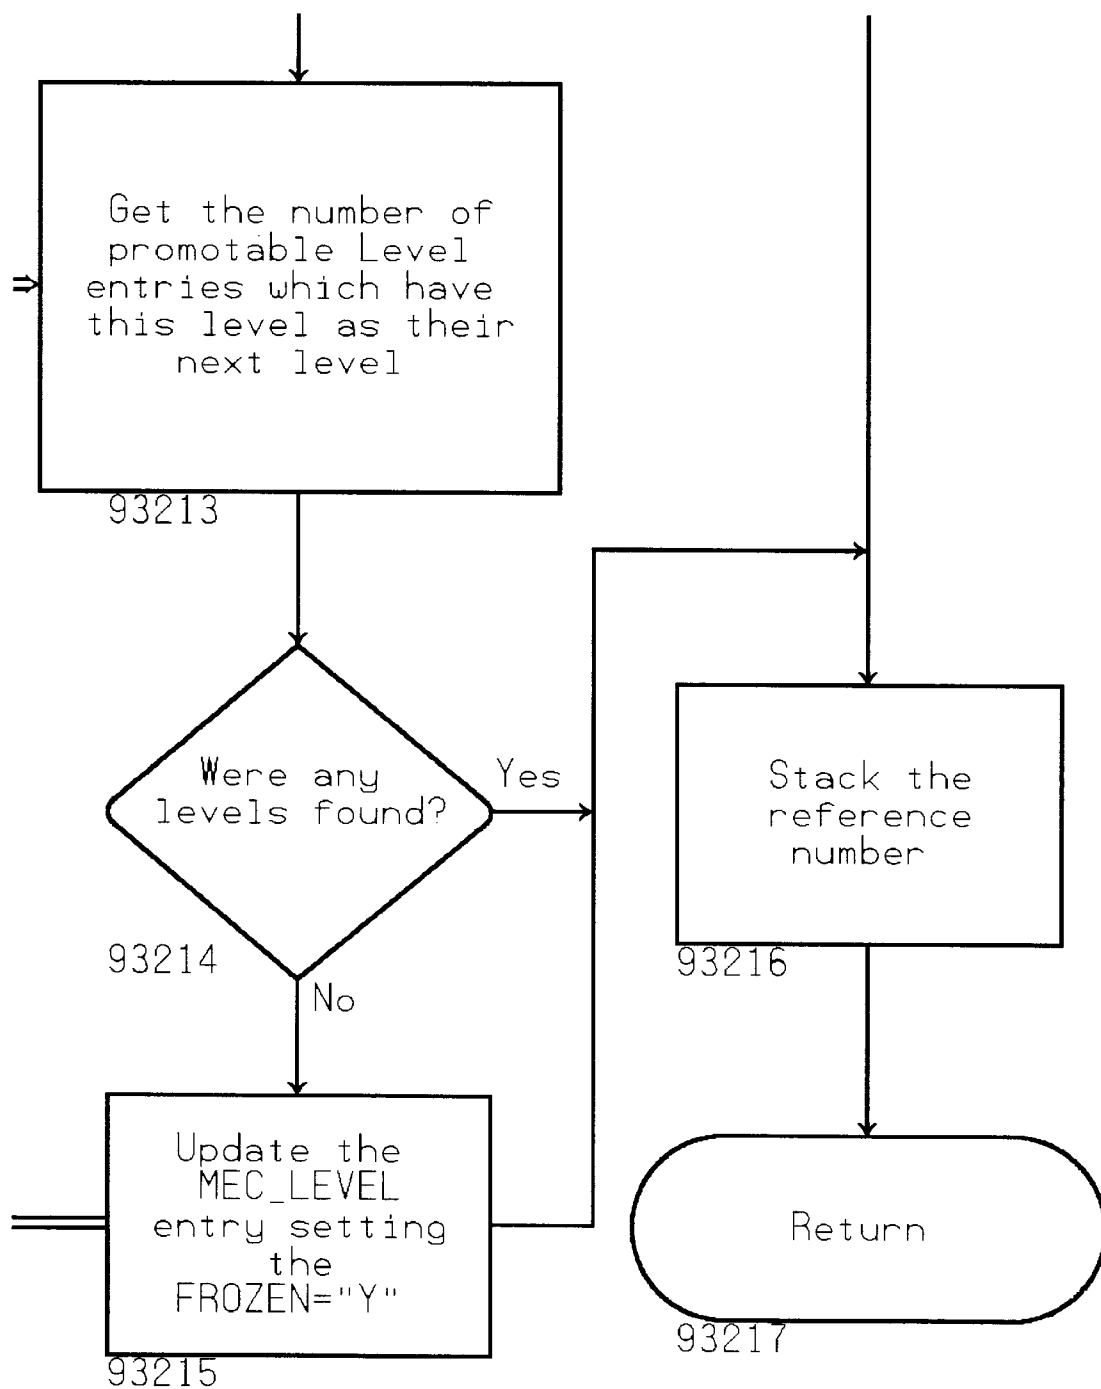 Get the number of
promotable Level
entries which have
this level as their
next level
93213
Were any
levels found?
Yes
93214
No
Update the
MEC_LEVEL
entry setting
the
FROZEN="Y"
93215
Stack the
reference
number
93216
Return
93217